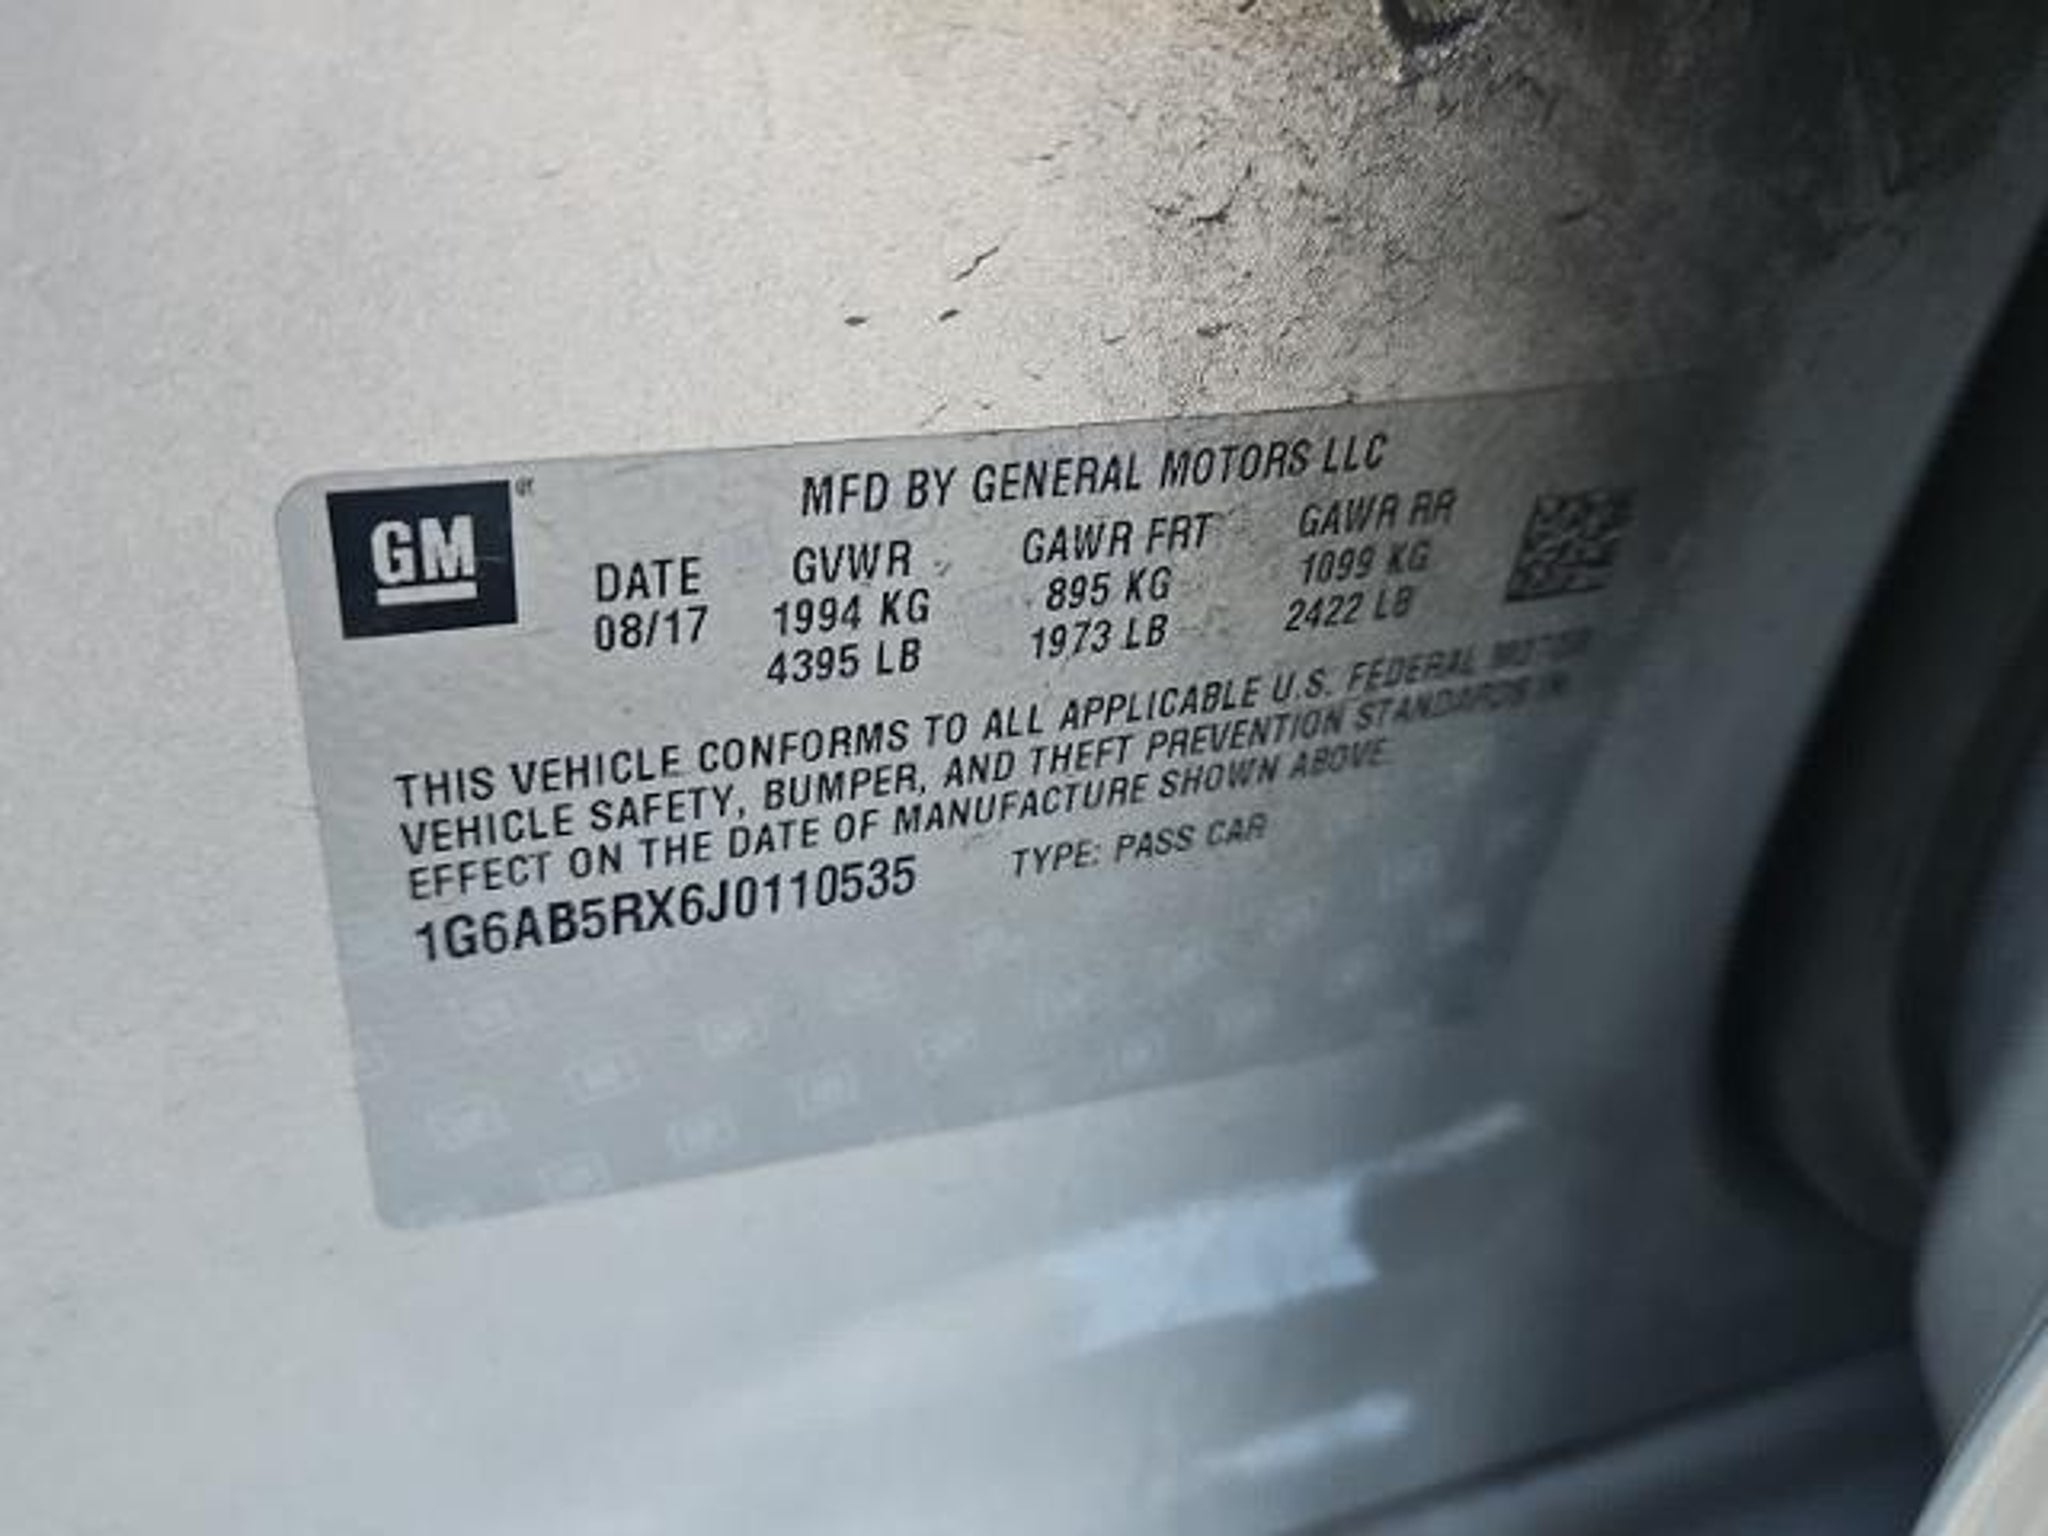 GM
MFD BY GENERAL MOTORS LLC
DATE GVWR GAWR FRT GAWR RR
08/17 1994 KG 895 KG 1099 KG
4395 LB 1973 LB 2422 LB
THIS VEHICLE CONFORMS TO ALL APPLICABLE U.S. FEDERAL MOTOR
VEHICLE SAFETY, BUMPER, AND THEFT PREVENTION STANDARDS IN
EFFECT ON THE DATE OF MANUFACTURE SHOWN ABOVE.
1G6AB5RX6J0110535 TYPE: PASS CAR